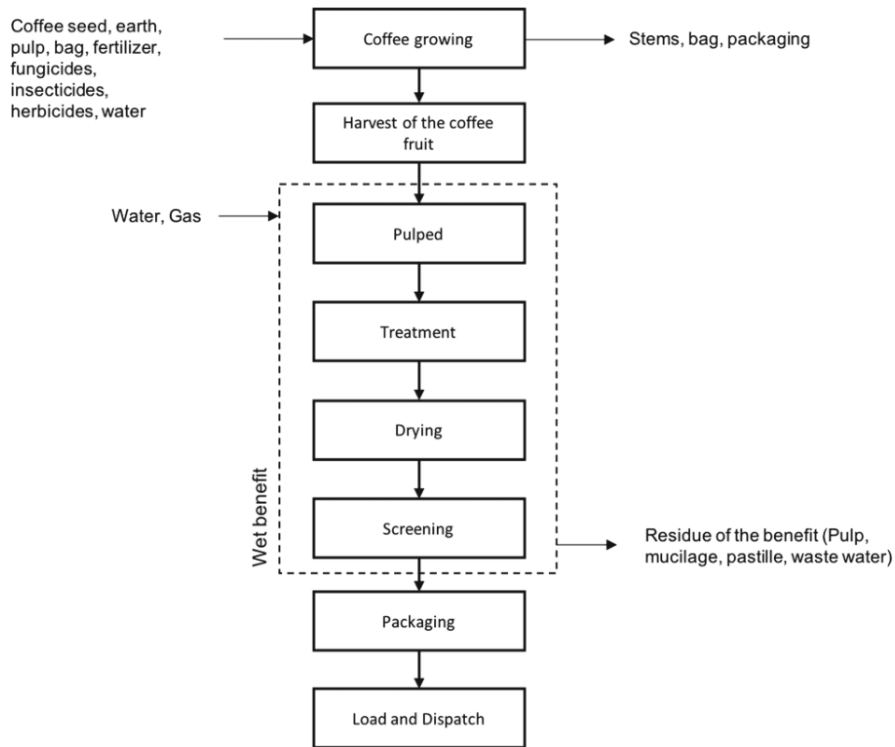 Coffee seed, earth,
pulp, bag, fertilizer,
fungicides,
insecticides,
herbicides, water
Coffee growing
Stems, bag, packaging
Harvest of the coffee
fruit
Water, Gas
Pulped
Treatment
Drying
Screening
Wet benefit
Residue of the benefit (Pulp,
mucilage, pastille, waste water)
Packaging
Load and Dispatch